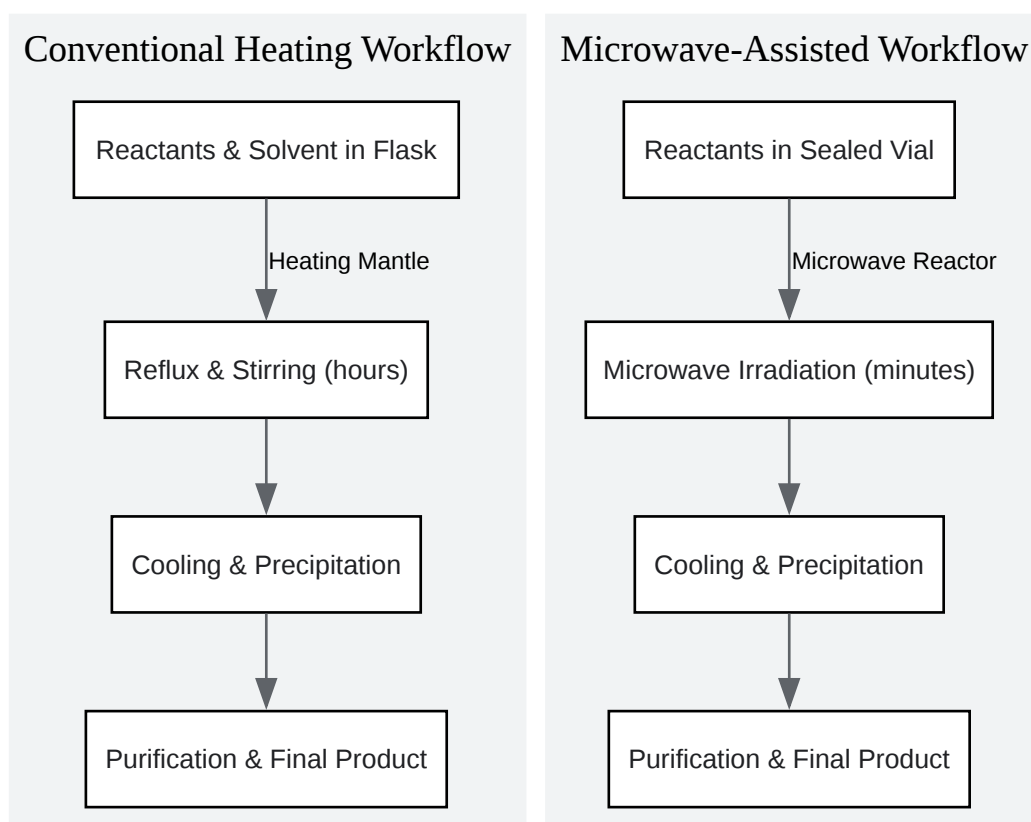 Conventional Heating Workflow
Reactants & Solvent in Flask
Heating Mantle
Reflux & Stirring (hours)
Cooling & Precipitation
Purification & Final Product
Microwave-Assisted Workflow
Reactants in Sealed Vial
Microwave Reactor
Microwave Irradiation (minutes)
Cooling & Precipitation
Purification & Final Product